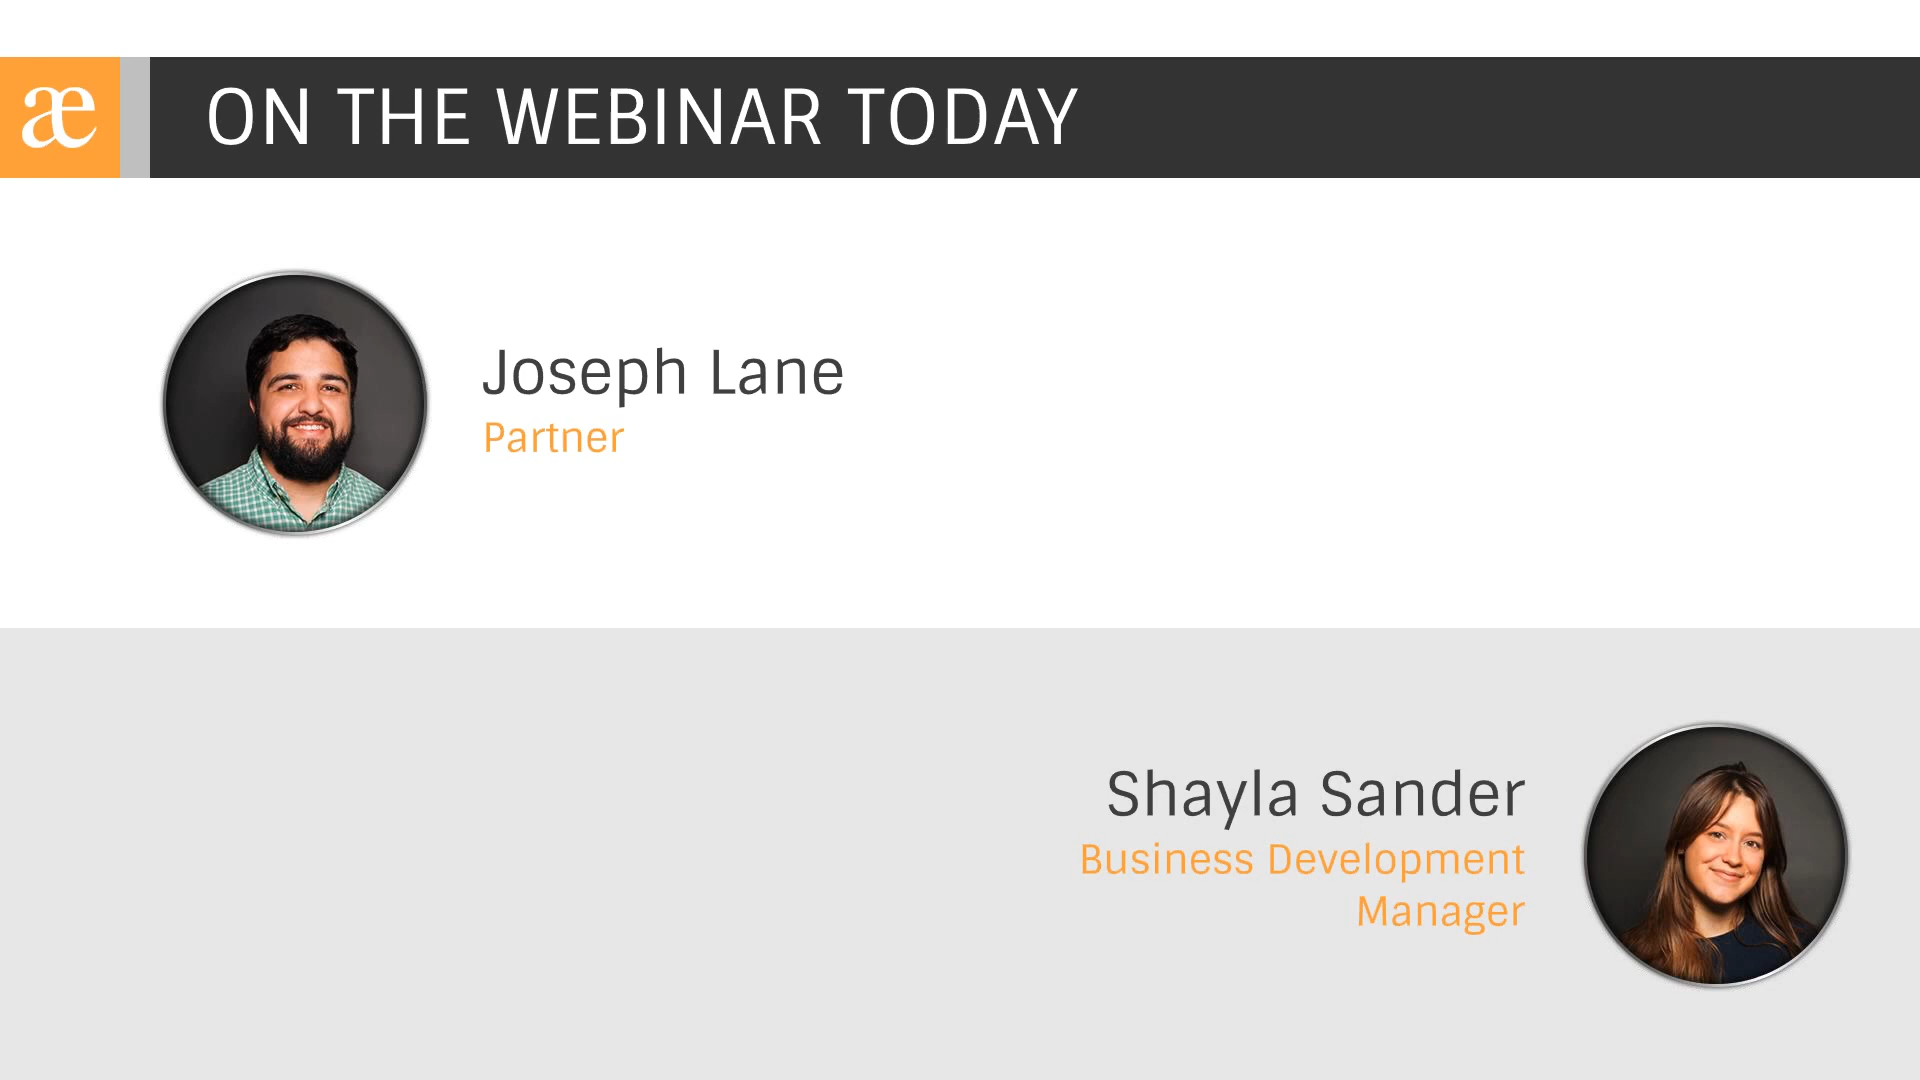 æ
ON THE WEBINAR TODAY
Joseph Lane
Partner
Shayla Sander
Business Development
Manager